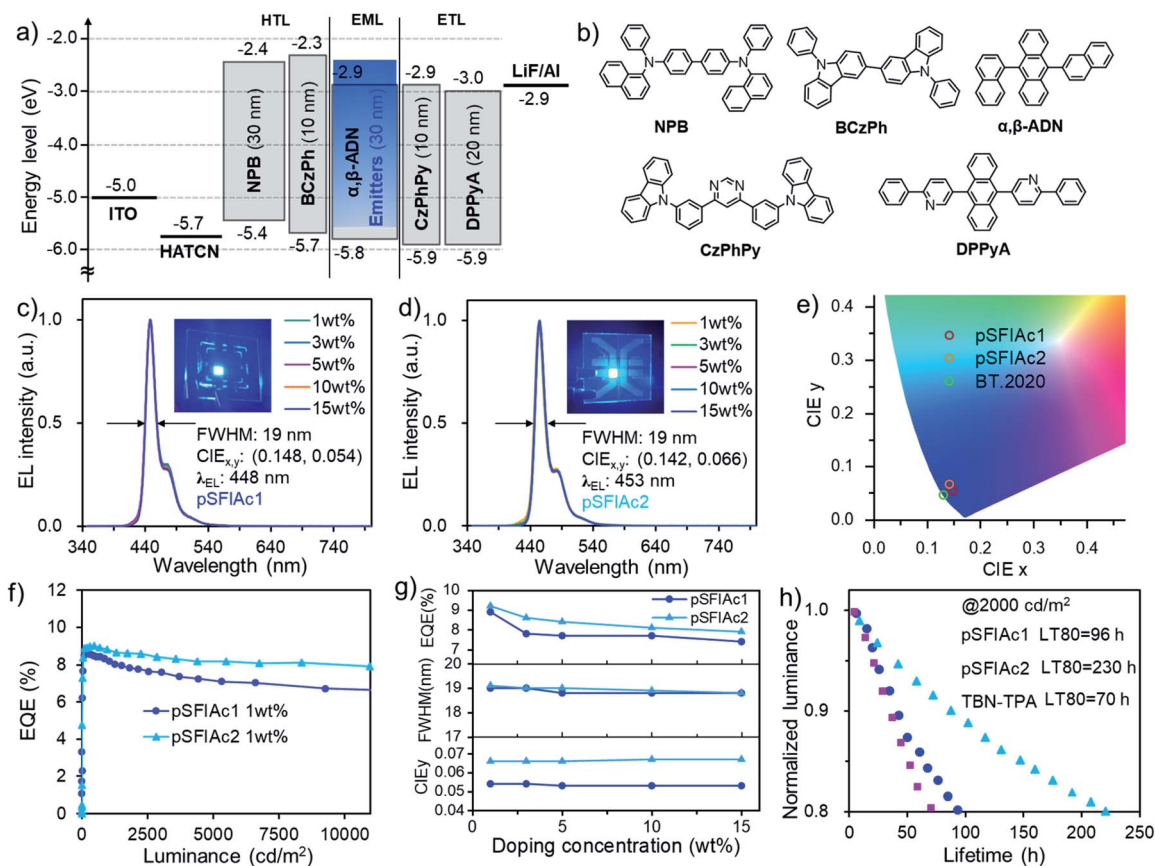 a)
HTL
EML
ETL
Energy level (eV)
-2.0
-3.0
-4.0
-5.0
-6.0
-5.0
ITO
-5.7
HATCN
-2.4
NPB (30 nm)
-5.4
-2.3
BCzPh (10 nm)
-5.7
-2.9
α,β-ADN
Emitters (30 nm)
-5.8
-2.9
CzPhPy (10 nm)
-5.9
-3.0
DPPyA (20 nm)
-5.9
LiF/Al
-2.9
b)
N
N
NPB
N
N
BCzPh
α,β-ADN
N
N
N
N
CzPhPy
N
N
DPPyA
c)
EL intensity (a.u.)
1.0
0.5
0.0
1wt%
3wt%
5wt%
10wt%
15wt%
FWHM: 19 nm
CIEx,y: (0.148, 0.054)
λEL: 448 nm
pSFIAc1
340
440
540
640
740
Wavelength (nm)
d)
EL intensity (a.u.)
1.0
0.5
0.0
1wt%
3wt%
5wt%
10wt%
15wt%
FWHM: 19 nm
CIEx,y: (0.142, 0.066)
λEL: 453 nm
pSFIAc2
340
440
540
640
740
Wavelength (nm)
e)
CIE y
0.4
0.3
0.2
0.1
0.0
pSFIAc1
pSFIAc2
BT.2020
0.0
0.1
0.2
0.3
0.4
CIE x
f)
EQE (%)
12
10
8
6
4
2
0
pSFIAc1 1wt%
pSFIAc2 1wt%
0
2500
5000
7500
10000
Luminance (cd/m²)
g)
EQE(%)
10
9
8
7
pSFIAc1
pSFIAc2
FWHM(nm)
20
19
18
17
CIEy
0.07
0.06
0.05
0.04
0
5
10
15
Doping concentration (wt%)
h)
Normalized luminance
1.0
0.9
0.8
@2000 cd/m²
pSFIAc1 LT80=96 h
pSFIAc2 LT80=230 h
TBN-TPA LT80=70 h
0
50
100
150
200
250
Lifetime (h)